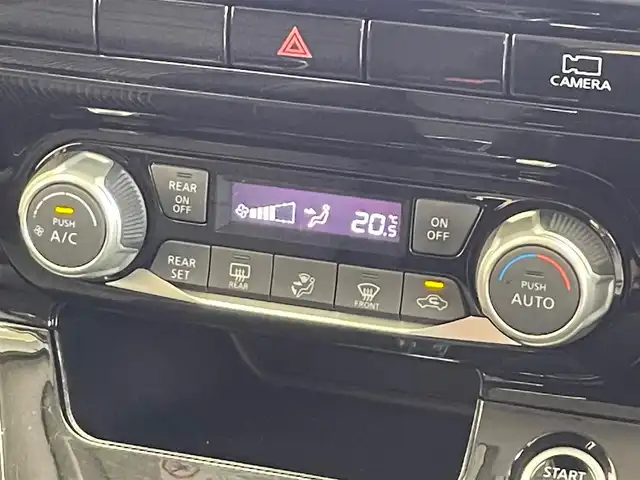 CAMERA
REAR
ON
OFF
20.5°C
ON
OFF
PUSH
A/C
REAR
SET
REAR
FRONT
PUSH
AUTO
START